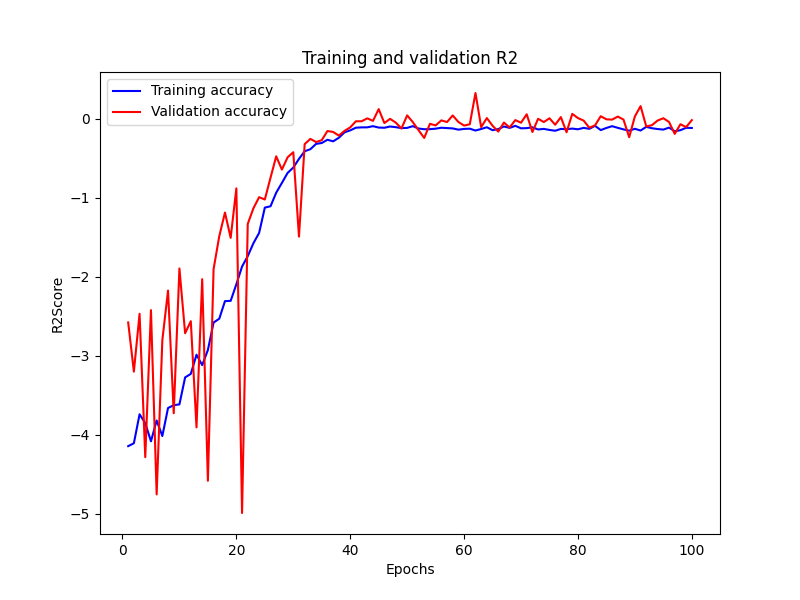 Training and validation R2
Training accuracy
Validation accuracy
R2Score
0
−1
−2
−3
−4
−5
0 20 40 60 80 100
Epochs